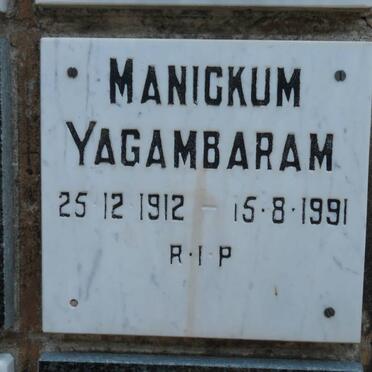 MANICKUM
YAGAMBARAM
25·12·1912 - 15·8·1991
R·I·P